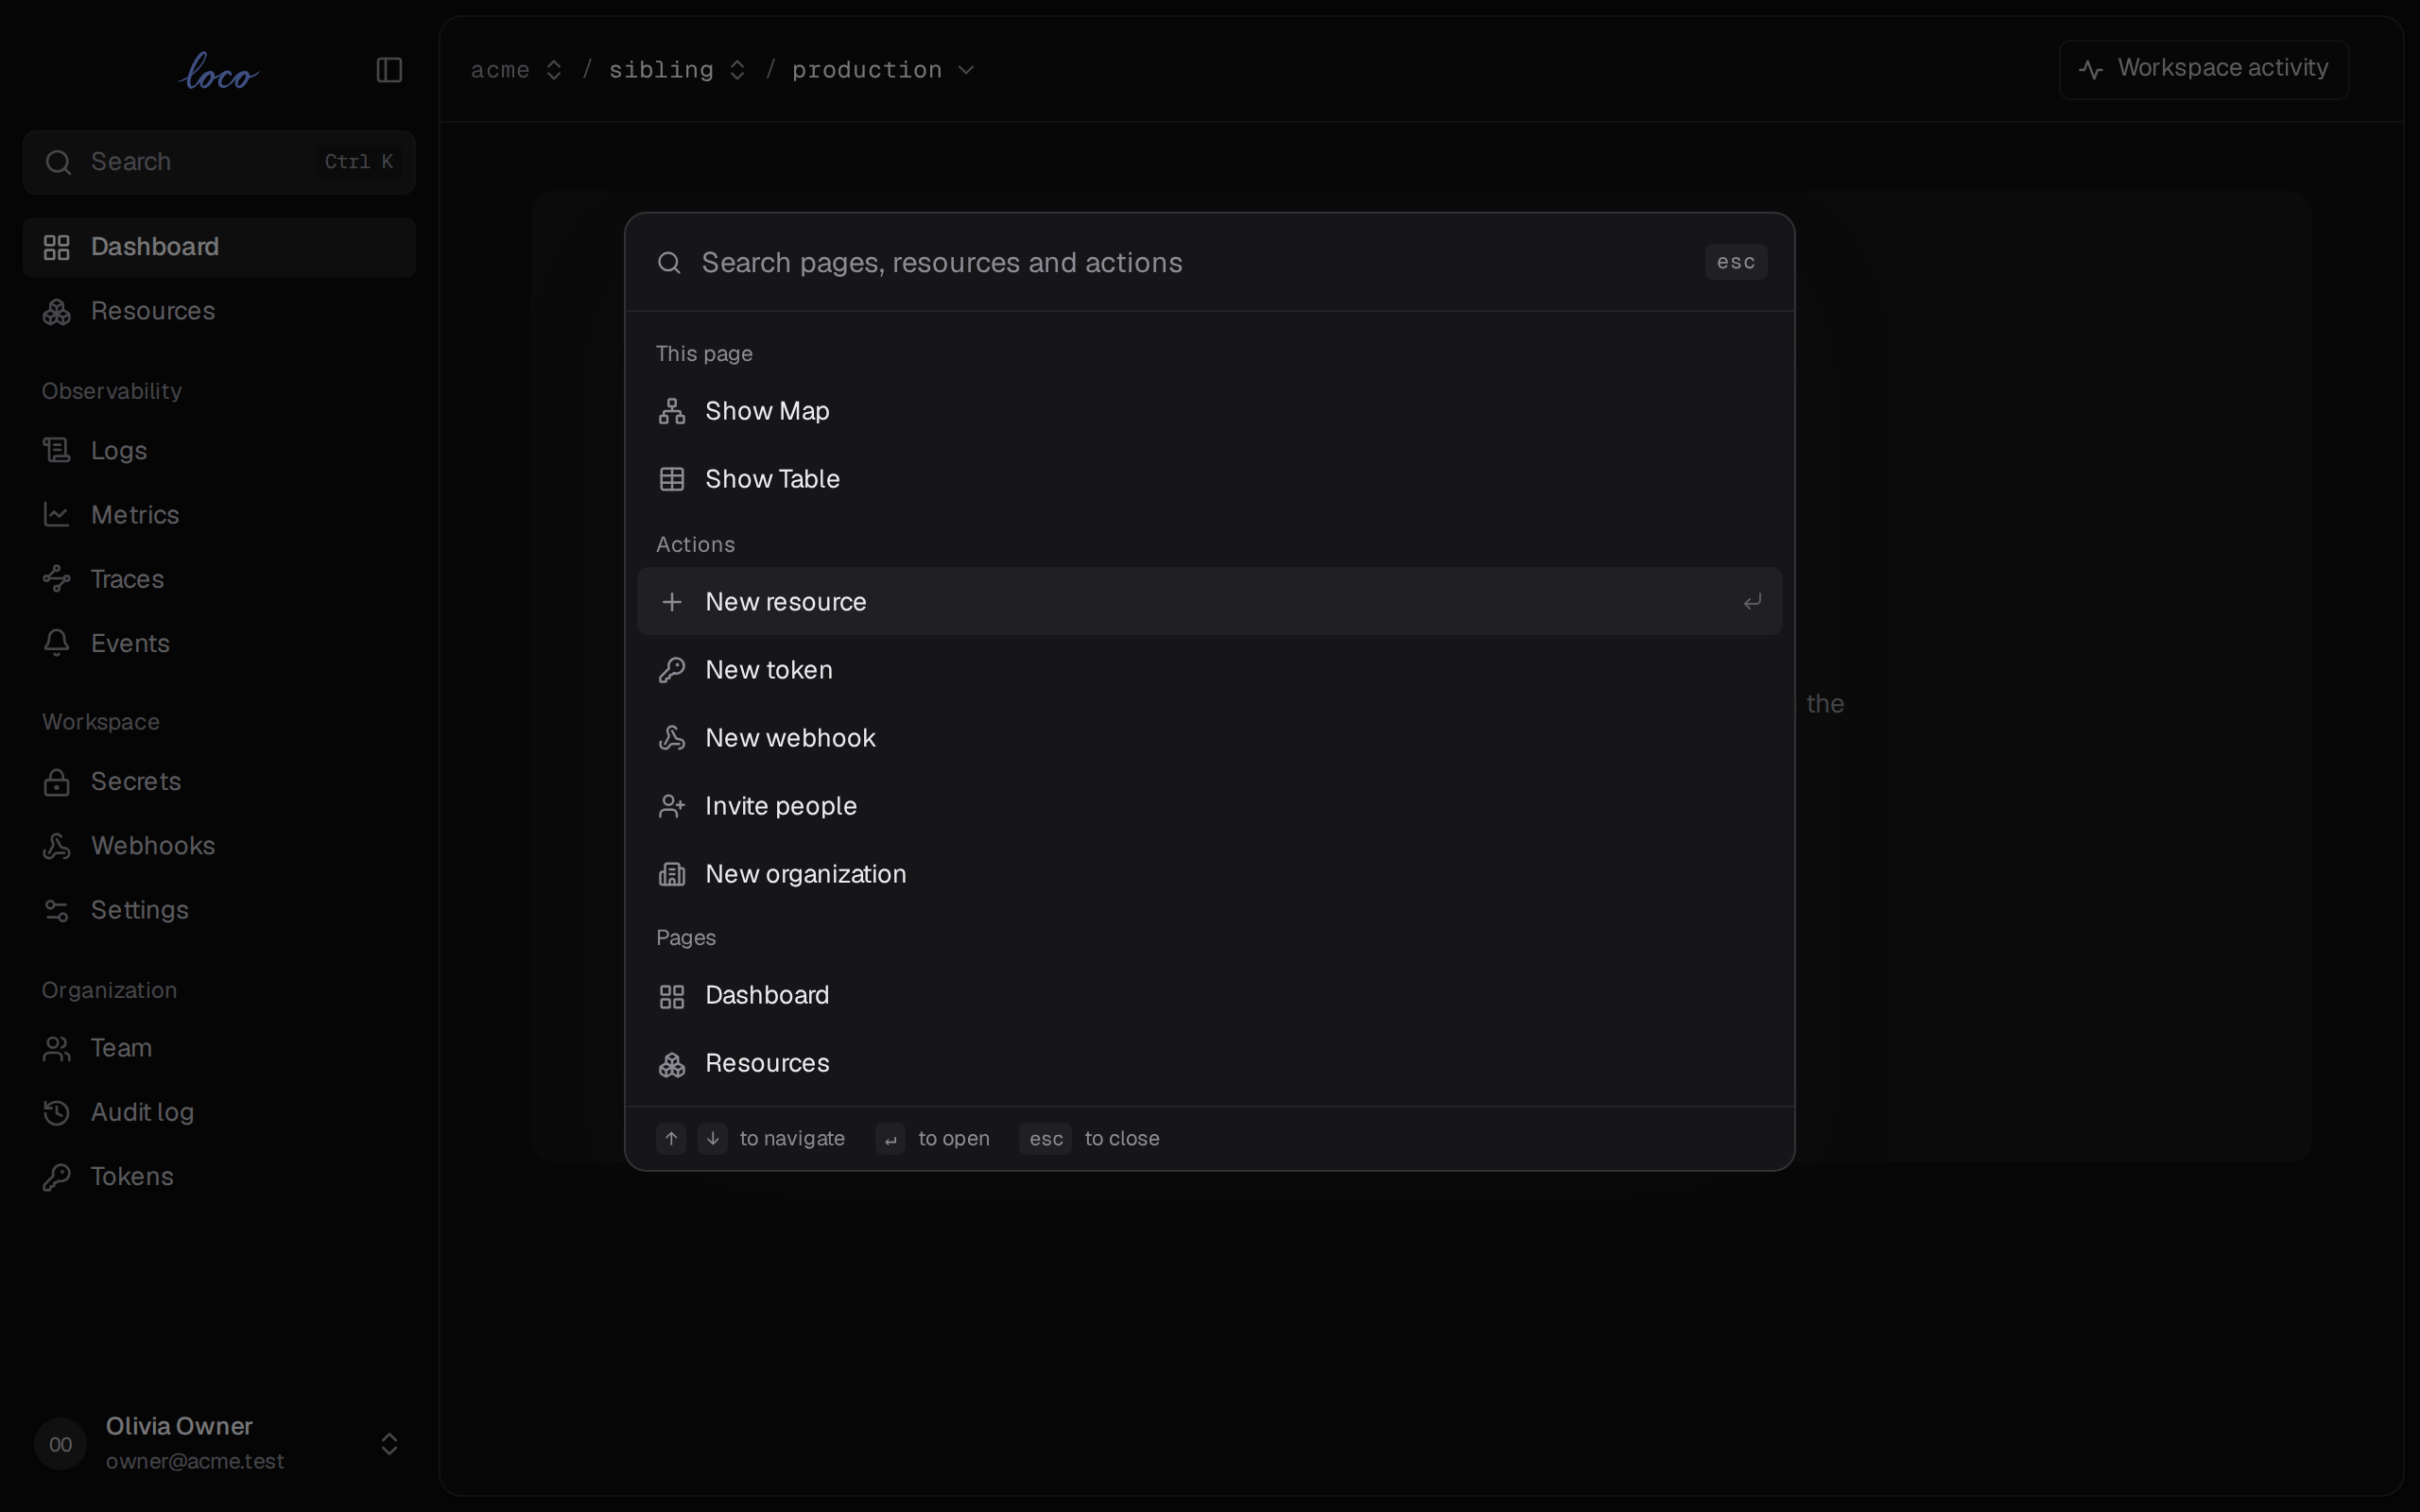 loco
Search
Ctrl K
Dashboard
Resources
Observability
Logs
Metrics
Traces
Events
Workspace
Secrets
Webhooks
Settings
Organization
Team
Audit log
Tokens
OO
Olivia Owner
owner@acme.test
acme / sibling / production
Workspace activity
Search pages, resources and actions
esc
This page
Show Map
Show Table
Actions
New resource
New token
New webhook
Invite people
New organization
Pages
Dashboard
Resources
to navigate
to open
esc to close
the